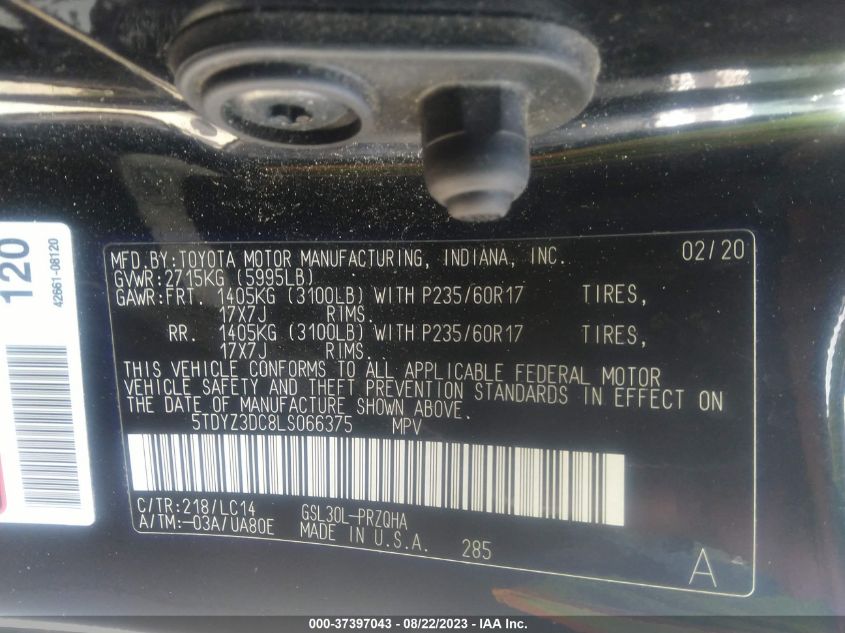 120
42661-08120
MFD.BY:TOYOTA MOTOR MANUFACTURING, INDIANA, INC. 02/20
GVWR:2715KG (5995LB)
GAWR:FRT. 1405KG (3100LB) WITH P235/60R17 TIRES,
17X7J RIMS.
RR. 1405KG (3100LB) WITH P235/60R17 TIRES,
17X7J RIMS.
THIS VEHICLE CONFORMS TO ALL APPLICABLE FEDERAL MOTOR
VEHICLE SAFETY AND THEFT PREVENTION STANDARDS IN EFFECT ON
THE DATE OF MANUFACTURE SHOWN ABOVE.
5TDYZ3DC8LS066375 MPV
C/TR:218/LC14 GSL30L-PRZQHA
A/TM:-03A/UA80E MADE IN U.S.A. 285
A
000-37397043 - 08/22/2023 - © IAA Inc.